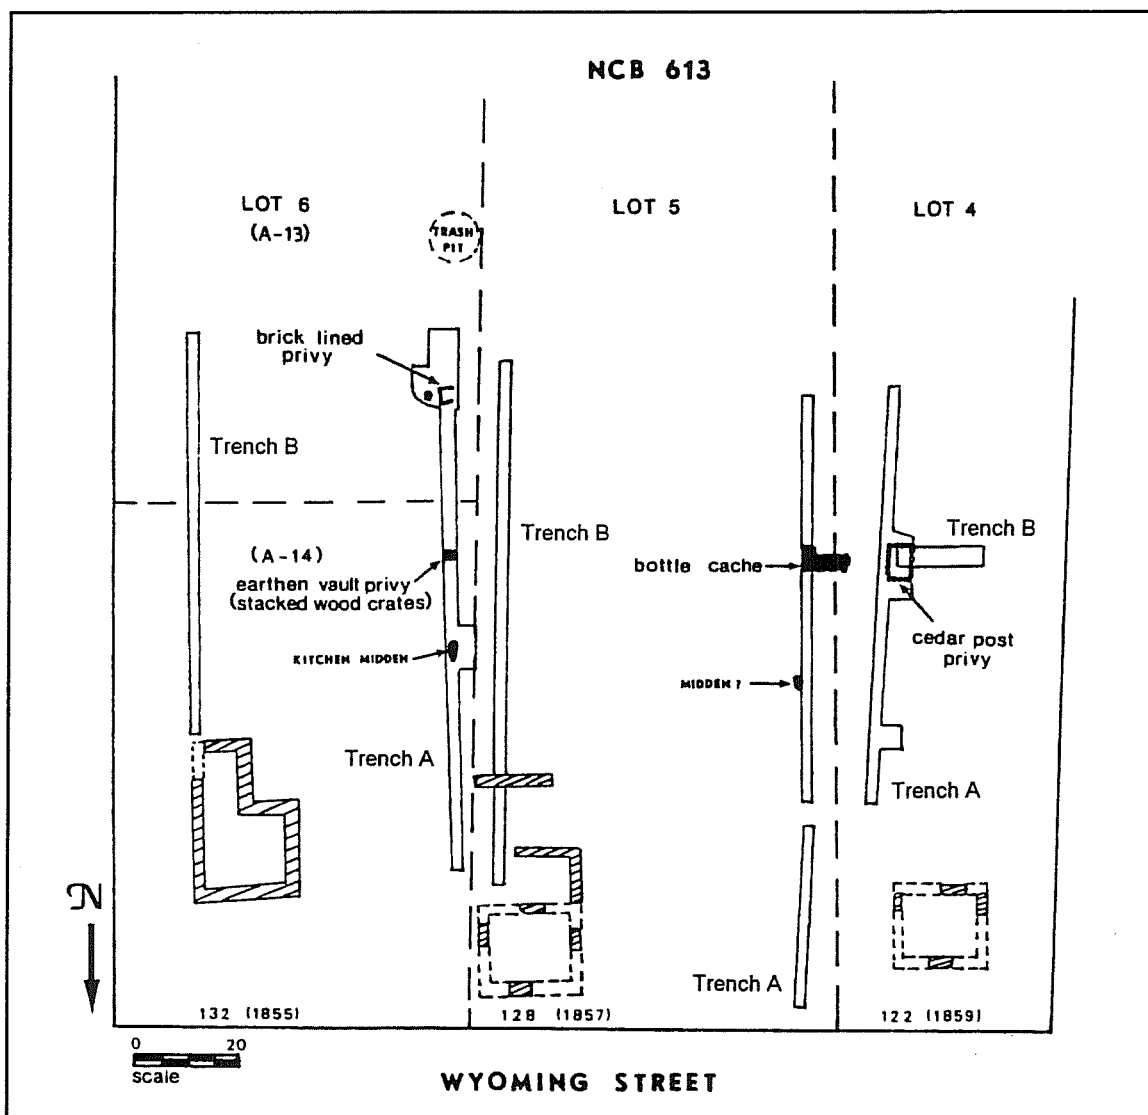 NCB 613
LOT 6
(A-13)
TRASH
PIT
LOT 5
LOT 4
brick lined
privy
Trench B
Trench B
Trench B
(A-14)
earthen vault privy
(stacked wood crates)
bottle cache
cedar post
privy
KITCHEN MIDDEN
MIDDEN ?
Trench A
Trench A
Trench A
N
132 (1855)
128 (1857)
122 (1859)
0 20
scale
WYOMING STREET